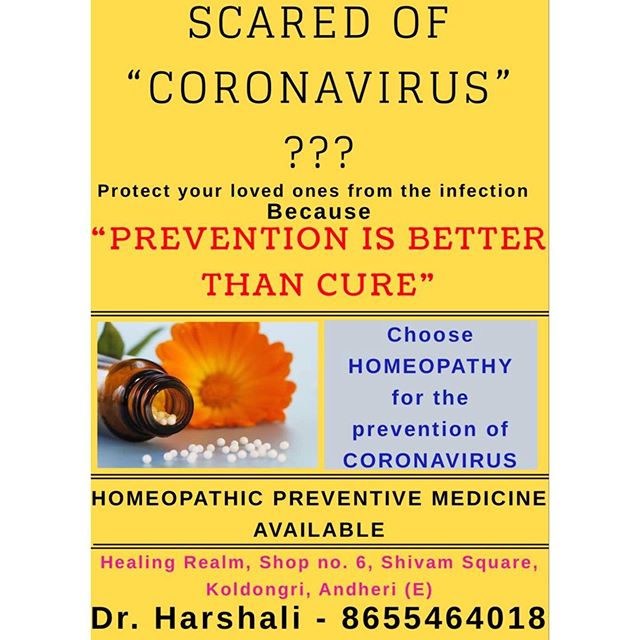 SCARED OF
“CORONAVIRUS”
???
Protect your loved ones from the infection
Because
“PREVENTION IS BETTER
THAN CURE”
Choose
HOMEOPATHY
for the
prevention of
CORONAVIRUS
HOMEOPATHIC PREVENTIVE MEDICINE
AVAILABLE
Healing Realm, Shop no. 6, Shivam Square,
Koldongri, Andheri (E)
Dr. Harshali - 8655464018